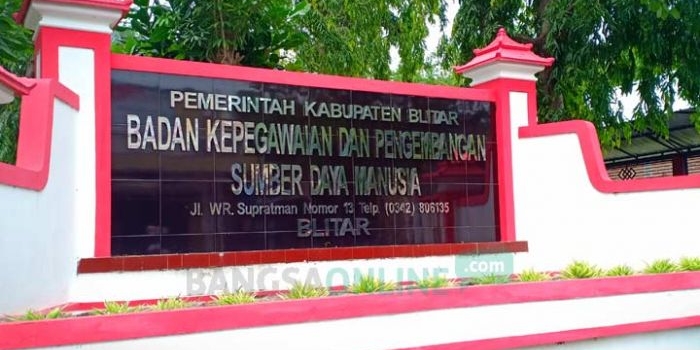 PEMERINTAH KABUPATEN BLITAR
BADAN KEPEGAWAIAN DAN PENGEMBANGAN
SUMBER DAYA MANUSIA
Jl. WR. Supratman Nomor 13 Telp. (0342) 806135
BLITAR
BANGSAONLINE.com